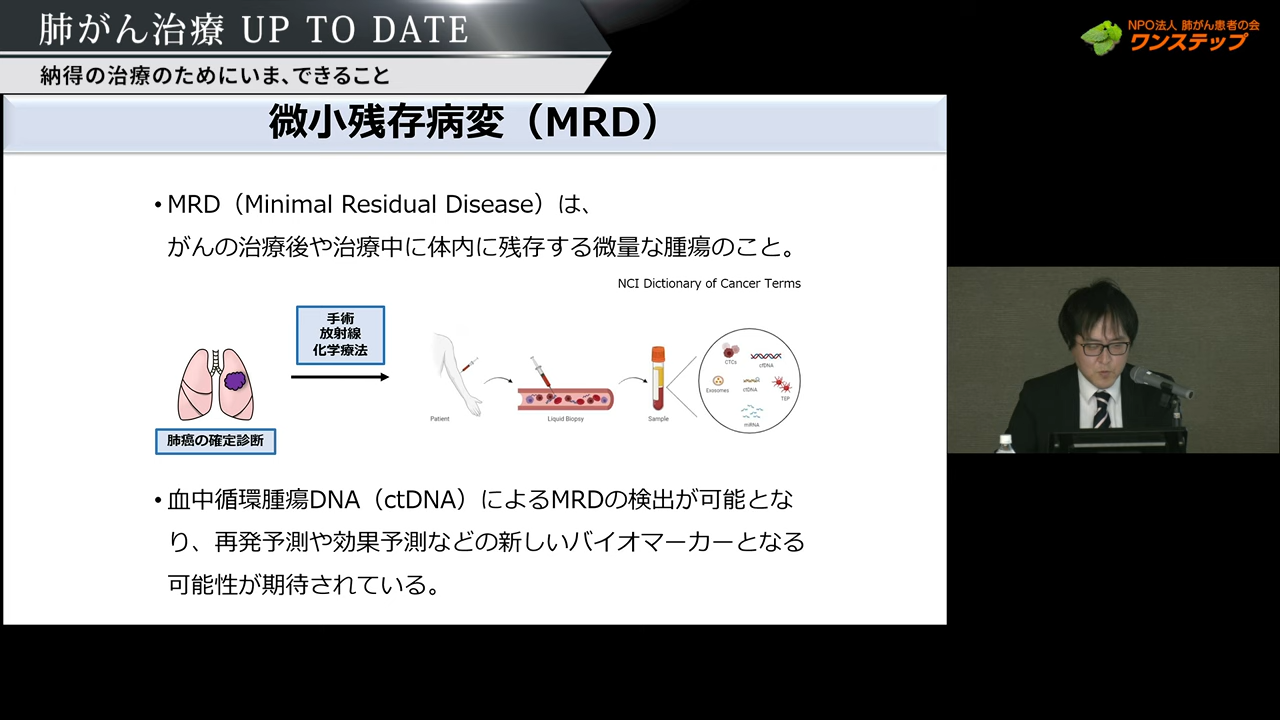 肺がん治療 UP TO DATE
納得の治療のためにいま、できること
NPO法人 肺がん患者の会
ワンステップ
微小残存病変（MRD）
• MRD（Minimal Residual Disease）は、
がんの治療後や治療中に体内に残存する微量な腫瘍のこと。
NCI Dictionary of Cancer Terms
手術
放射線
化学療法
肺癌の確定診断
Patient
Liquid Biopsy
Sample
CTCs
cfDNA
Exosomes
ctDNA
TEP
miRNA
• 血中循環腫瘍DNA（ctDNA）によるMRDの検出が可能とな
り、再発予測や効果予測などの新しいバイオマーカーとなる
可能性が期待されている。